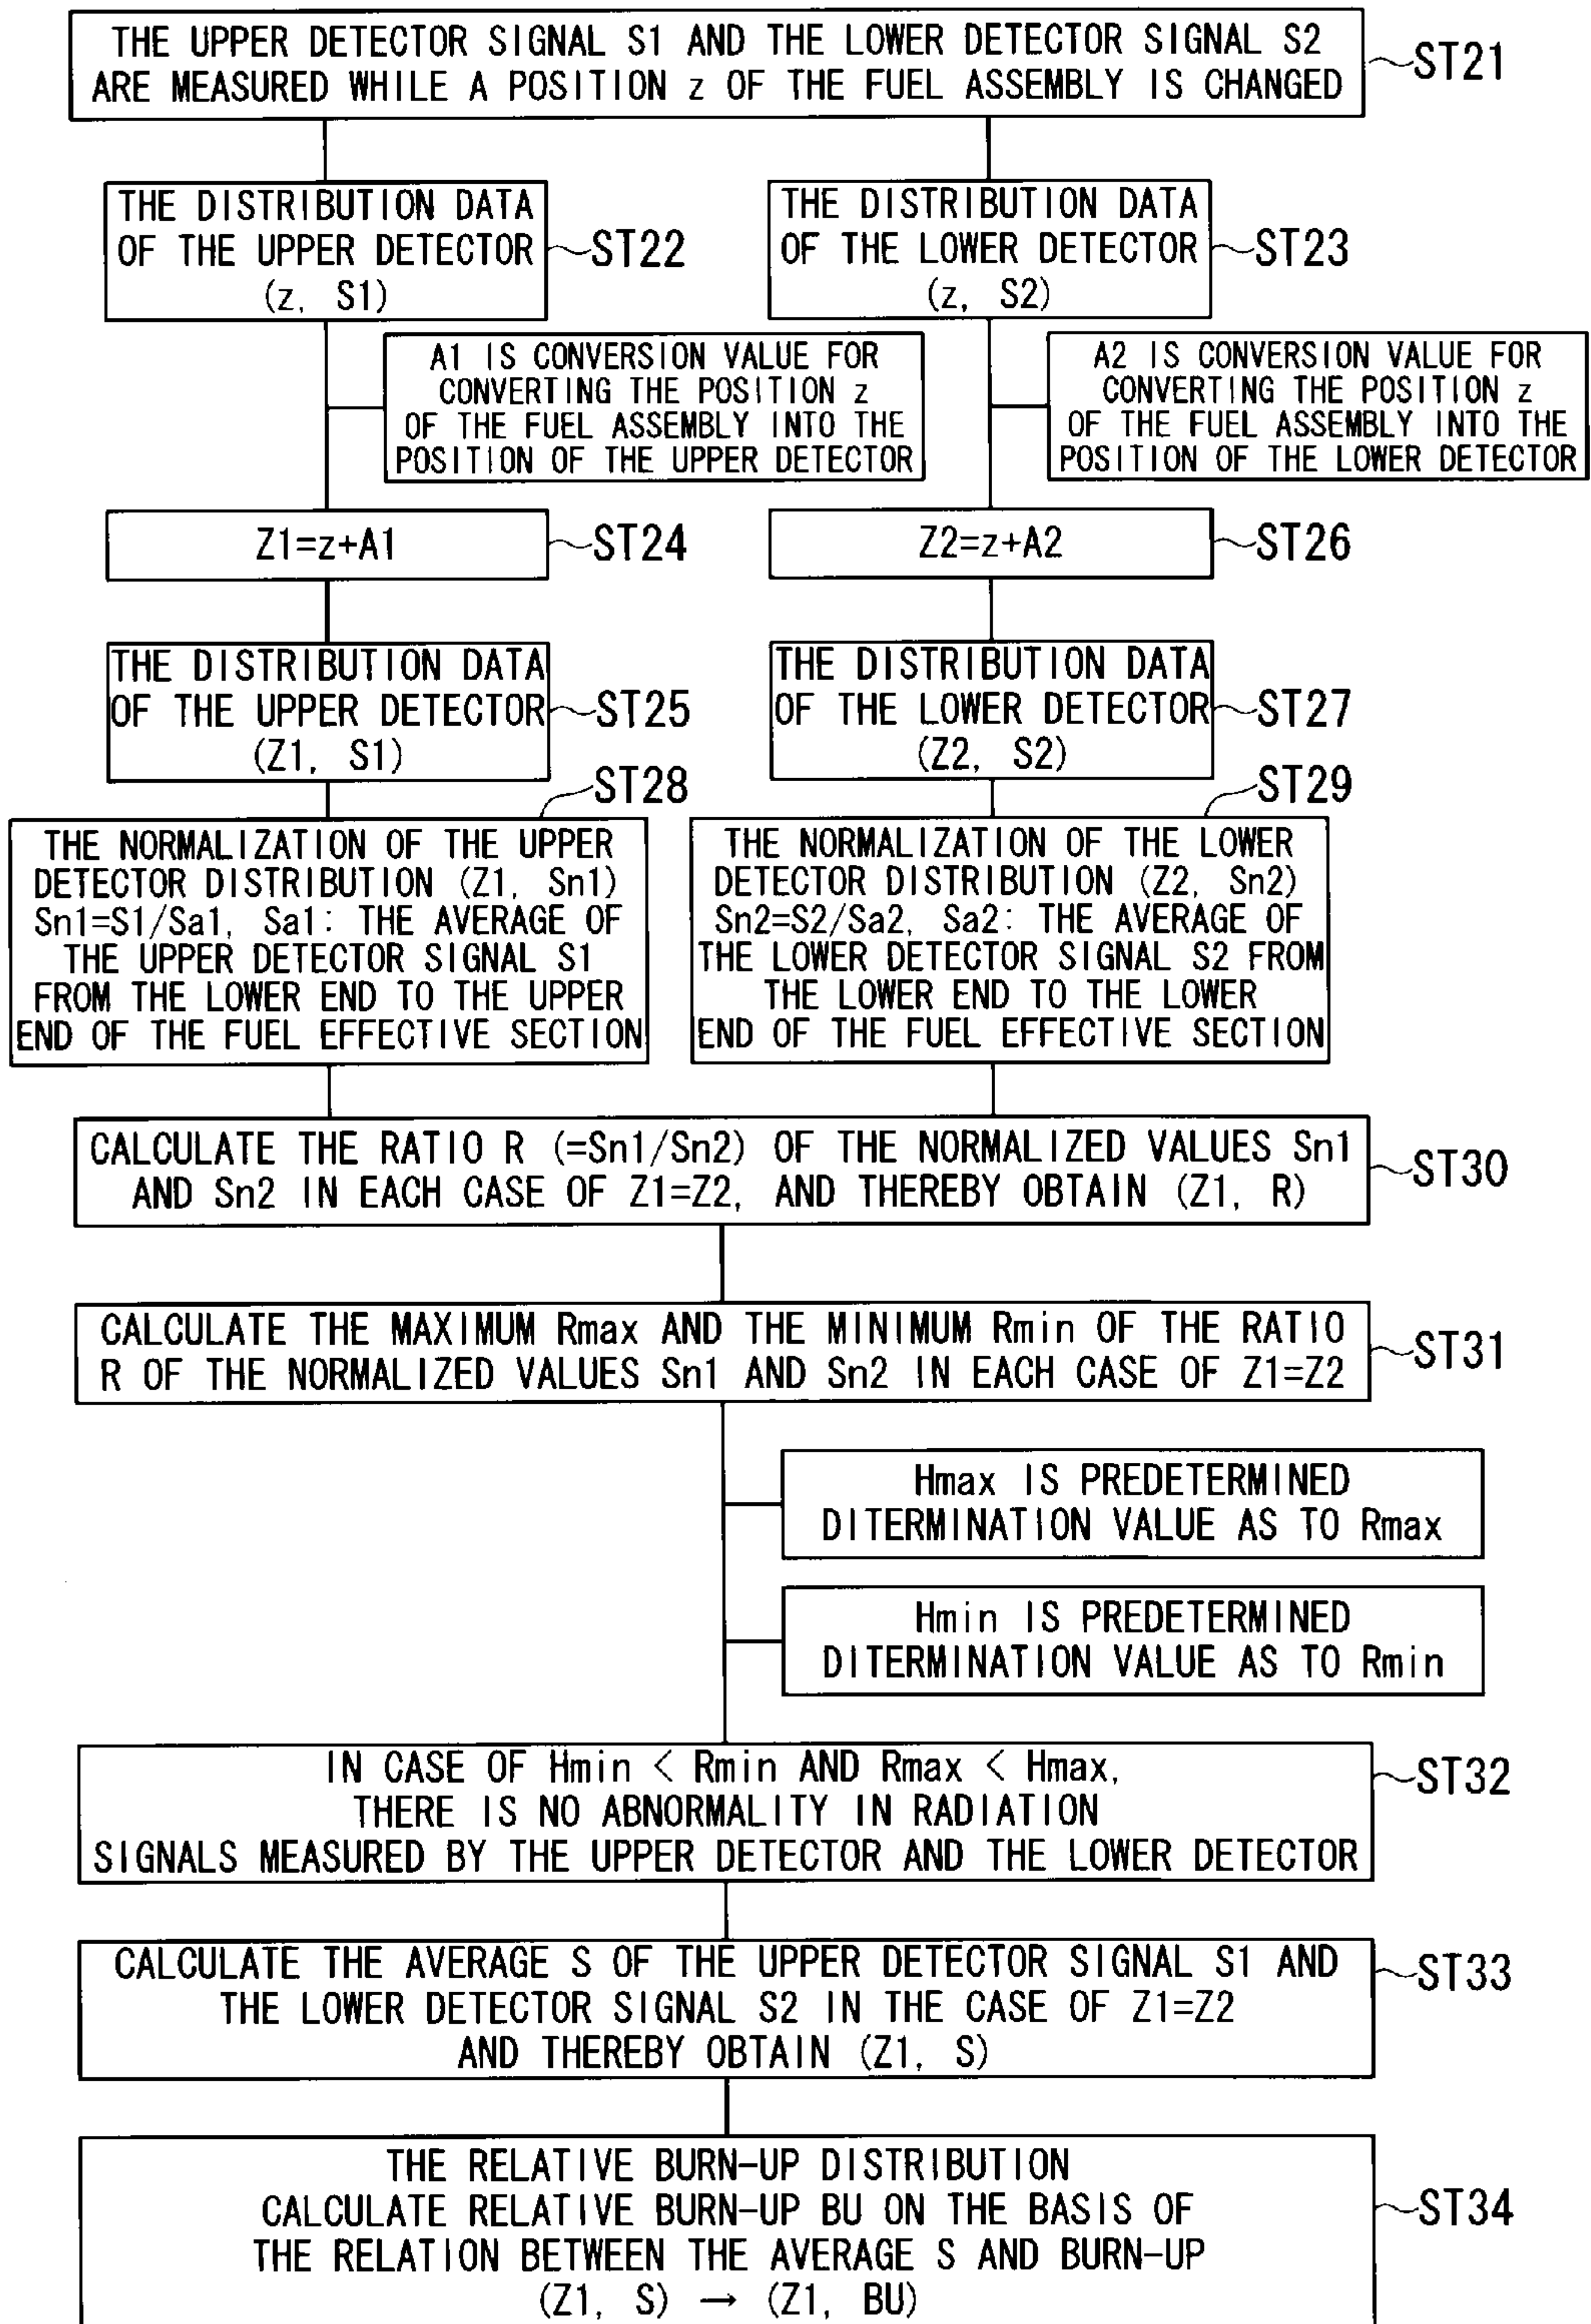 THE UPPER DETECTOR SIGNAL S1 AND THE LOWER DETECTOR SIGNAL S2
ARE MEASURED WHILE A POSITION z OF THE FUEL ASSEMBLY IS CHANGED
ST21
THE DISTRIBUTION DATA
OF THE UPPER DETECTOR
(z, S1)
ST22
THE DISTRIBUTION DATA
OF THE LOWER DETECTOR
(z, S2)
ST23
A1 IS CONVERSION VALUE FOR
CONVERTING THE POSITION z
OF THE FUEL ASSEMBLY INTO THE
POSITION OF THE UPPER DETECTOR
A2 IS CONVERSION VALUE FOR
CONVERTING THE POSITION z
OF THE FUEL ASSEMBLY INTO THE
POSITION OF THE LOWER DETECTOR
Z1=z+A1
ST24
Z2=z+A2
ST26
THE DISTRIBUTION DATA
OF THE UPPER DETECTOR
(Z1, S1)
ST25
THE DISTRIBUTION DATA
OF THE LOWER DETECTOR
(Z2, S2)
ST27
ST28
THE NORMALIZATION OF THE UPPER
DETECTOR DISTRIBUTION (Z1, Sn1)
Sn1=S1/Sa1, Sa1: THE AVERAGE OF
THE UPPER DETECTOR SIGNAL S1
FROM THE LOWER END TO THE UPPER
END OF THE FUEL EFFECTIVE SECTION
ST29
THE NORMALIZATION OF THE LOWER
DETECTOR DISTRIBUTION (Z2, Sn2)
Sn2=S2/Sa2, Sa2: THE AVERAGE OF
THE LOWER DETECTOR SIGNAL S2 FROM
THE LOWER END TO THE LOWER
END OF THE FUEL EFFECTIVE SECTION
CALCULATE THE RATIO R (=Sn1/Sn2) OF THE NORMALIZED VALUES Sn1
AND Sn2 IN EACH CASE OF Z1=Z2, AND THEREBY OBTAIN (Z1, R)
ST30
CALCULATE THE MAXIMUM Rmax AND THE MINIMUM Rmin OF THE RATIO
R OF THE NORMALIZED VALUES Sn1 AND Sn2 IN EACH CASE OF Z1=Z2
ST31
Hmax IS PREDETERMINED
DITERMINATION VALUE AS TO Rmax
Hmin IS PREDETERMINED
DITERMINATION VALUE AS TO Rmin
IN CASE OF Hmin < Rmin AND Rmax < Hmax,
THERE IS NO ABNORMALITY IN RADIATION
SIGNALS MEASURED BY THE UPPER DETECTOR AND THE LOWER DETECTOR
ST32
CALCULATE THE AVERAGE S OF THE UPPER DETECTOR SIGNAL S1 AND
THE LOWER DETECTOR SIGNAL S2 IN THE CASE OF Z1=Z2
AND THEREBY OBTAIN (Z1, S)
ST33
THE RELATIVE BURN-UP DISTRIBUTION
CALCULATE RELATIVE BURN-UP BU ON THE BASIS OF
THE RELATION BETWEEN THE AVERAGE S AND BURN-UP
(Z1, S) → (Z1, BU)
ST34